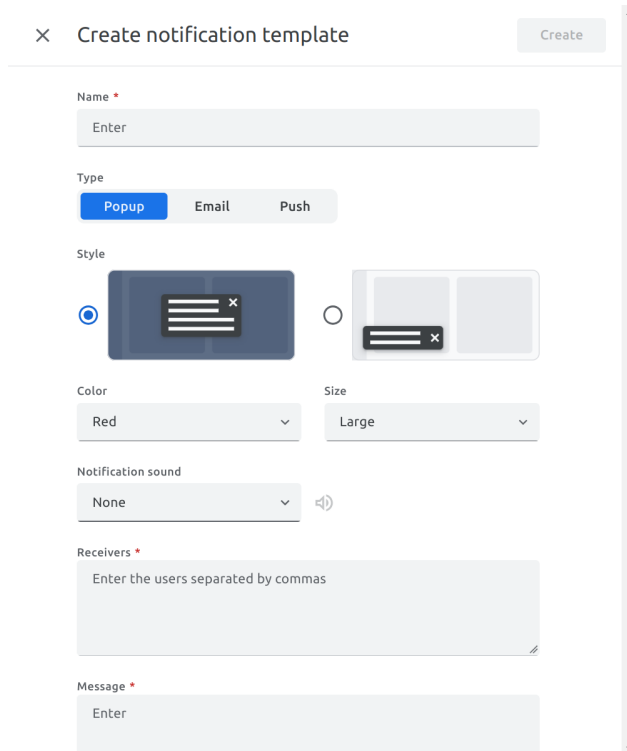 Create notification template
Create
Name *
Enter
Type
Popup Email Push
Style
Color Size
Red Large
Notification sound
None
Receivers *
Enter the users separated by commas
Message *
Enter